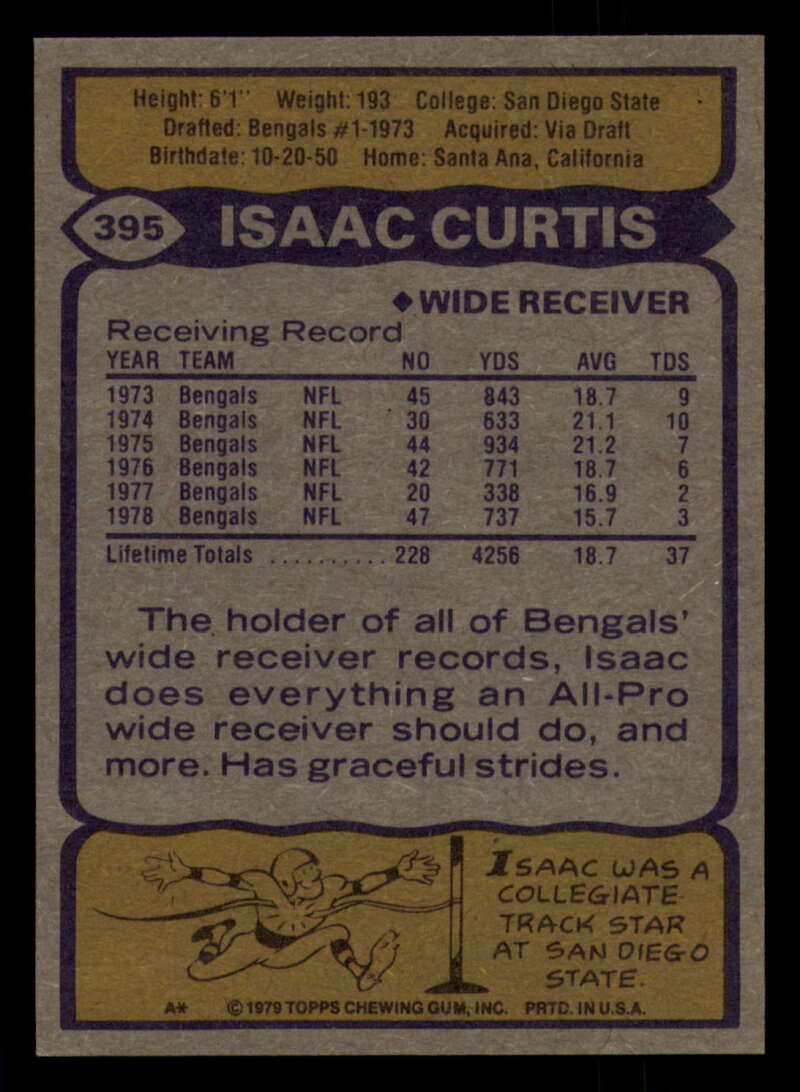 Height: 6'1" Weight: 193 College: San Diego State
Drafted: Bengals #1-1973 Acquired: Via Draft
Birthdate: 10-20-50 Home: Santa Ana, California
395 ISAAC CURTIS
◆ WIDE RECEIVER
Receiving Record
YEAR TEAM NO YDS AVG TDS
1973 Bengals NFL 45 843 18.7 9
1974 Bengals NFL 30 633 21.1 10
1975 Bengals NFL 44 934 21.2 7
1976 Bengals NFL 42 771 18.7 6
1977 Bengals NFL 20 338 16.9 2
1978 Bengals NFL 47 737 15.7 3
Lifetime Totals .......... 228 4256 18.7 37
The holder of all of Bengals'
wide receiver records, Isaac
does everything an All-Pro
wide receiver should do, and
more. Has graceful strides.
ISAAC WAS A
COLLEGIATE
TRACK STAR
AT SAN DIEGO
STATE.
A* © 1979 TOPPS CHEWING GUM, INC. PRTD. IN U.S.A.